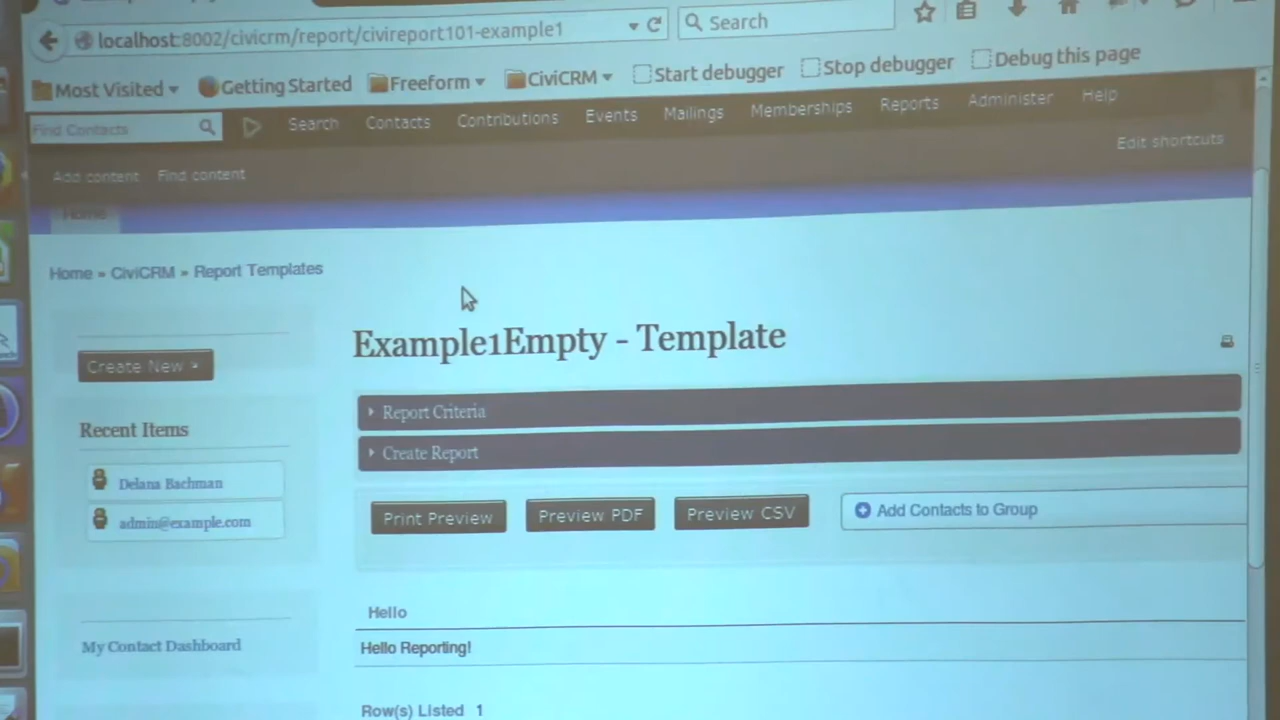 localhost:8002/civicrm/report/civireport101-example1
Search
Most Visited
Getting Started
Freeform
CiviCRM
Start debugger
Stop debugger
Debug this page
Find Contacts
Search
Contacts
Contributions
Events
Mailings
Memberships
Reports
Administer
Help
Add content
Find content
Edit shortcuts
Home
Home » CiviCRM » Report Templates
Example1Empty - Template
Create New
Report Criteria
Create Report
Recent Items
Delana Bachman
admin@example.com
Print Preview
Preview PDF
Preview CSV
Add Contacts to Group
Hello
Hello Reporting!
My Contact Dashboard
Row(s) Listed 1